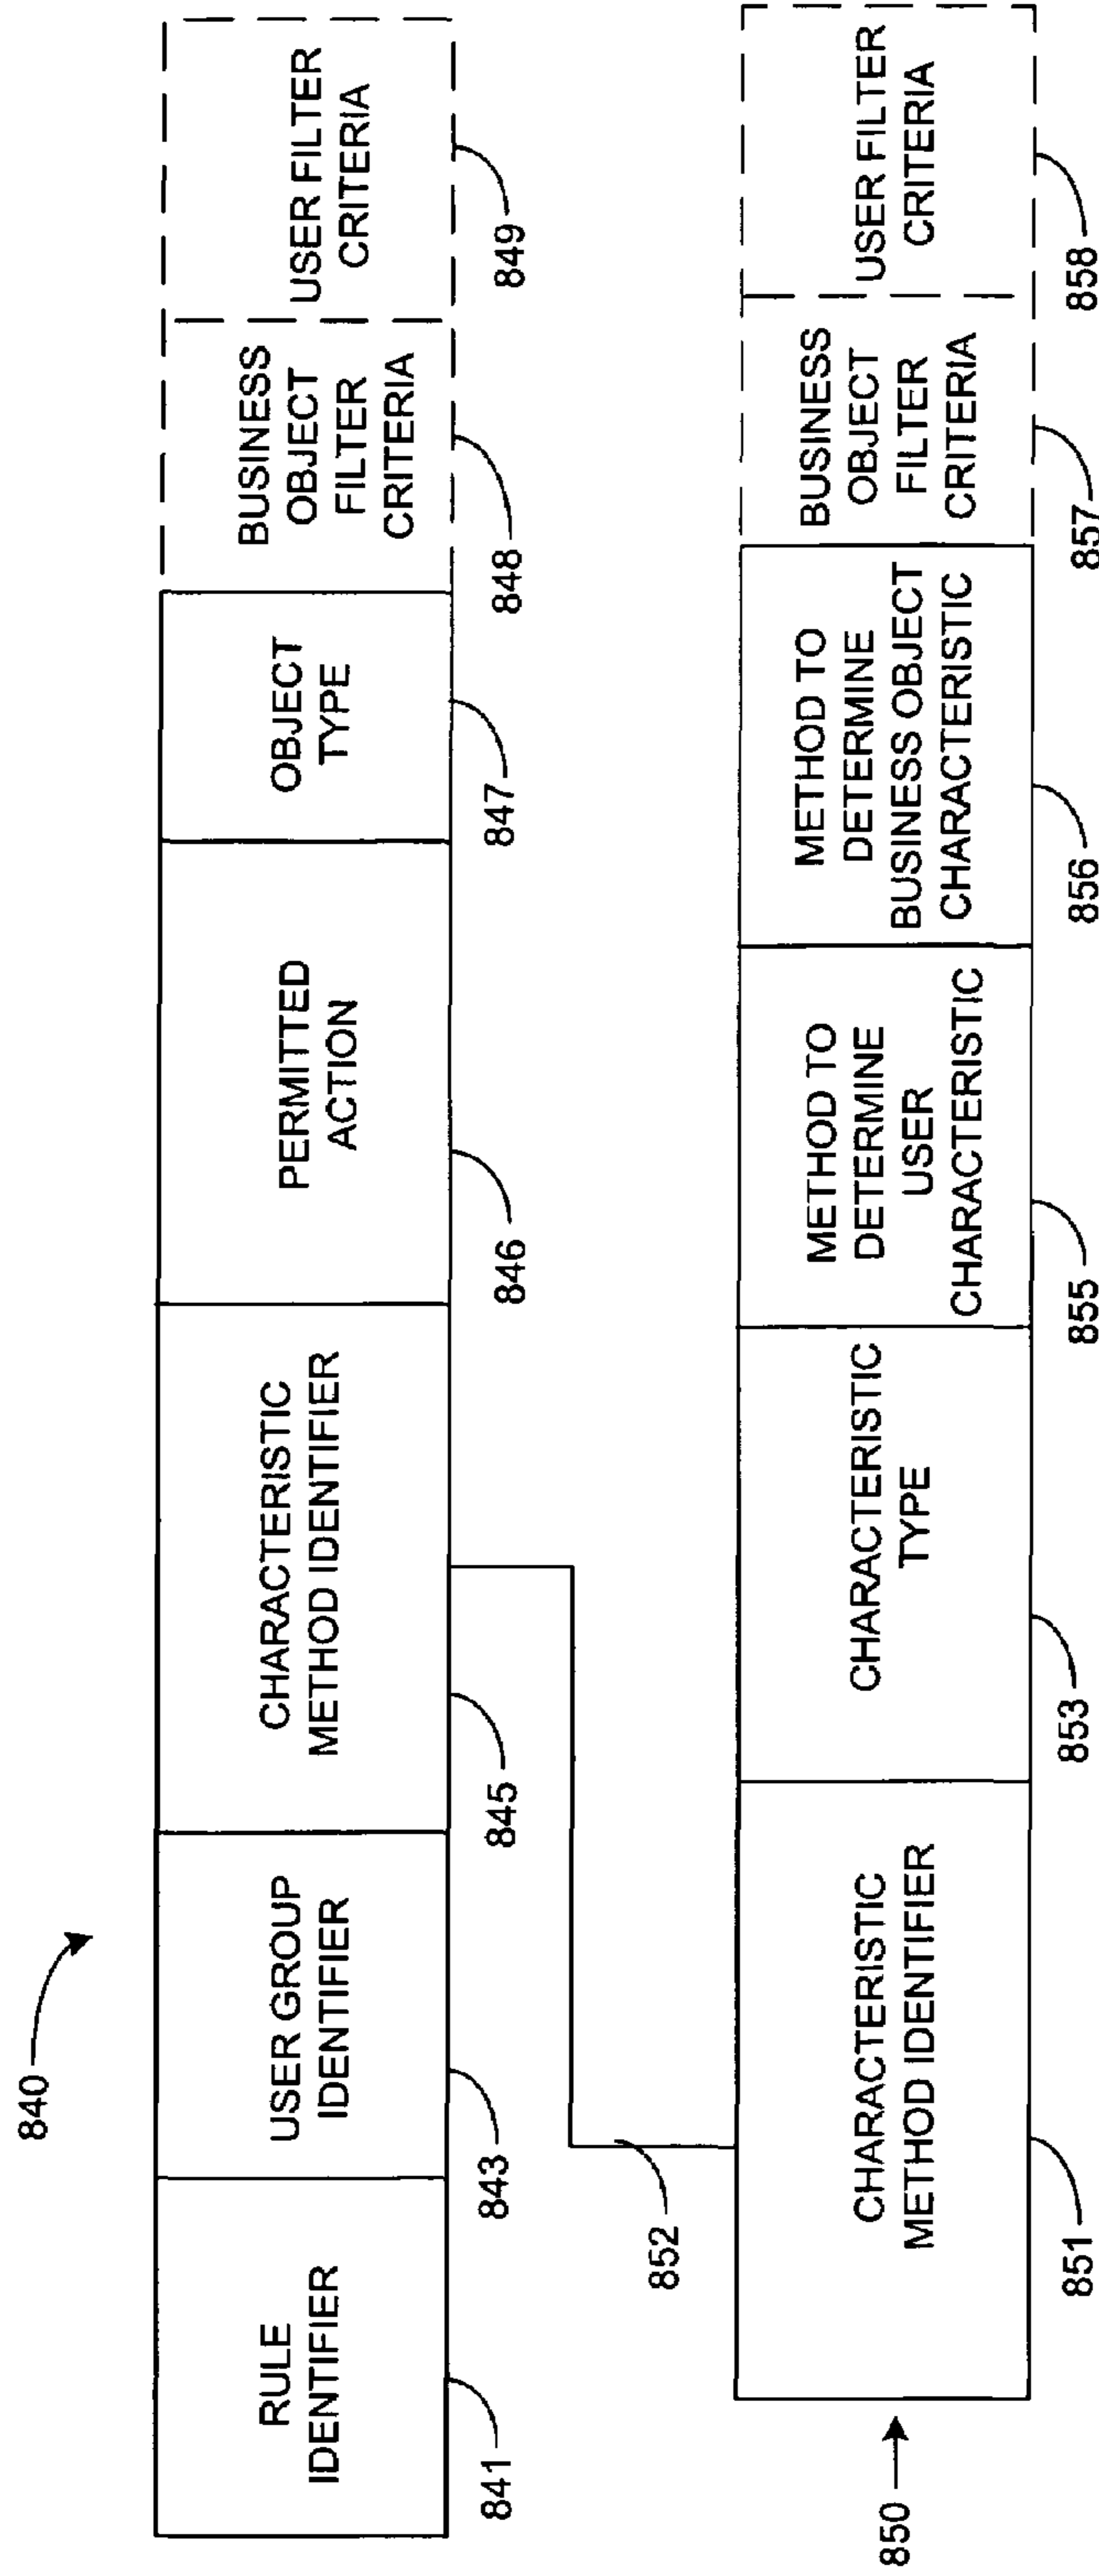 840
RULE
IDENTIFIER
841
USER GROUP
IDENTIFIER
843
CHARACTERISTIC
METHOD IDENTIFIER
845
PERMITTED
ACTION
846
OBJECT
TYPE
847
BUSINESS
OBJECT
FILTER
CRITERIA
848
USER FILTER
CRITERIA
849
852
850
CHARACTERISTIC
METHOD IDENTIFIER
851
CHARACTERISTIC
TYPE
853
METHOD TO
DETERMINE
USER
CHARACTERISTIC
855
METHOD TO
DETERMINE
BUSINESS OBJECT
CHARACTERISTIC
856
BUSINESS
OBJECT
FILTER
CRITERIA
857
USER FILTER
CRITERIA
858